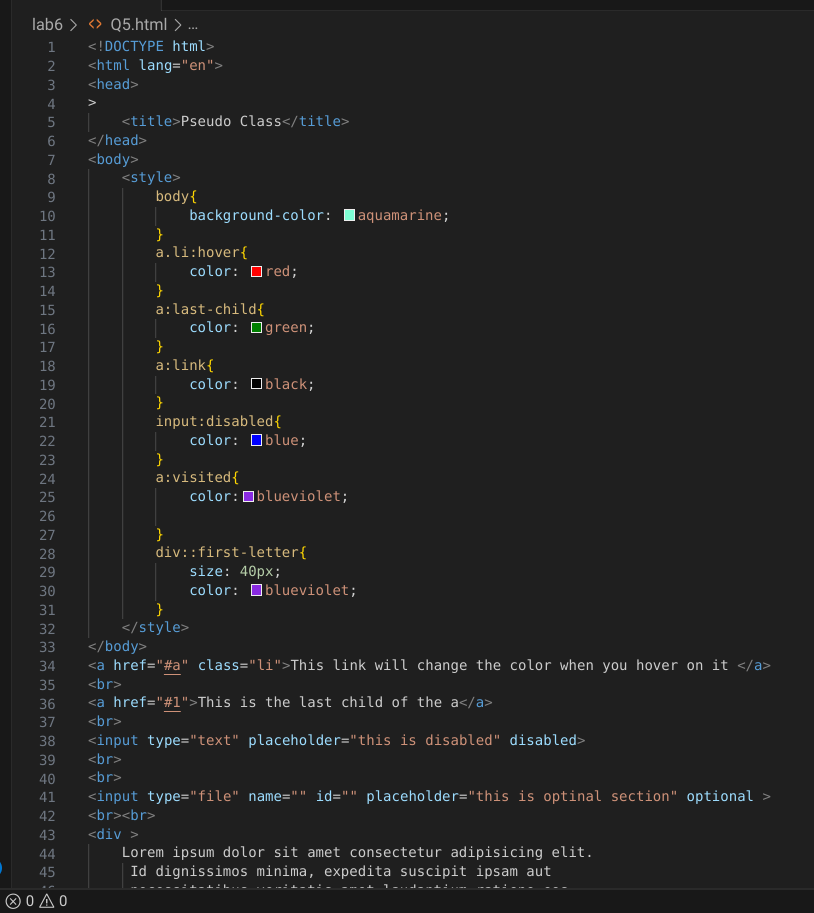 lab6 > <> Q5.html > ...
1 <!DOCTYPE html>
2 <html lang="en">
3 <head>
4 >
5     <title>Pseudo Class</title>
6 </head>
7 <body>
8     <style>
9         body{
10             background-color: aquamarine;
11         }
12         a.li:hover{
13             color: red;
14         }
15         a:last-child{
16             color: green;
17         }
18         a:link{
19             color: black;
20         }
21         input:disabled{
22             color: blue;
23         }
24         a:visited{
25             color: blueviolet;
26
27         }
28         div::first-letter{
29             size: 40px;
30             color: blueviolet;
31         }
32     </style>
33 </body>
34 <a href="#a" class="li">This link will change the color when you hover on it </a>
35 <br>
36 <a href="#1">This is the last child of the a</a>
37 <br>
38 <input type="text" placeholder="this is disabled" disabled>
39 <br>
40 <br>
41 <input type="file" name="" id="" placeholder="this is optinal section" optional >
42 <br><br>
43 <div >
44     Lorem ipsum dolor sit amet consectetur adipisicing elit.
45      Id dignissimos minima, expedita suscipit ipsam aut
0 0